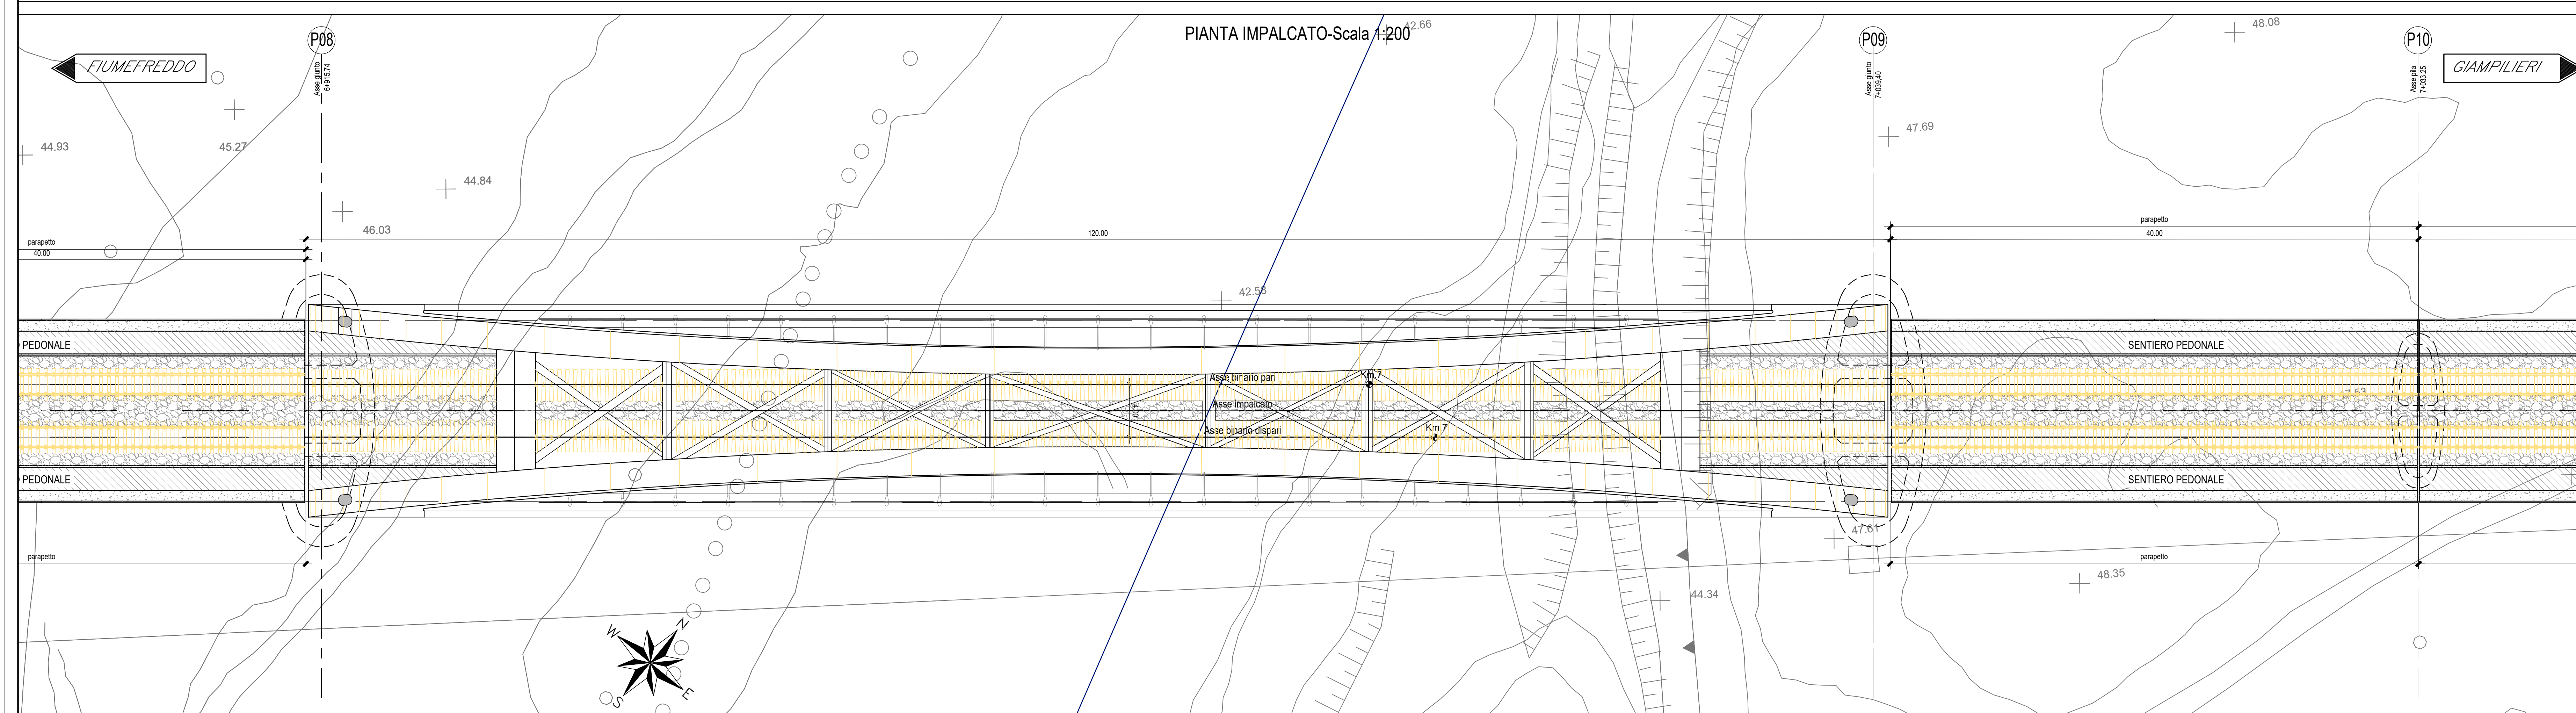 PIANTA IMPALCATO-Scala 1:200
P08
P09
P10
FIUMEFREDDO
GIAMPILIERI
Asse giunto
6+915.74
Asse giunto
7+039,40
Asse pila
7+033.25
42.66
48.08
44.93
45.27
44.84
46.03
47.69
parapetto
40.00
120.00
parapetto
40.00
42.58
PEDONALE
SENTIERO PEDONALE
Asse binario pari
Km.7
Asse impalcato
47.53
Asse binario dispari
Km.7
PEDONALE
SENTIERO PEDONALE
47.61
parapetto
parapetto
48.35
44.34
W
N
S
E